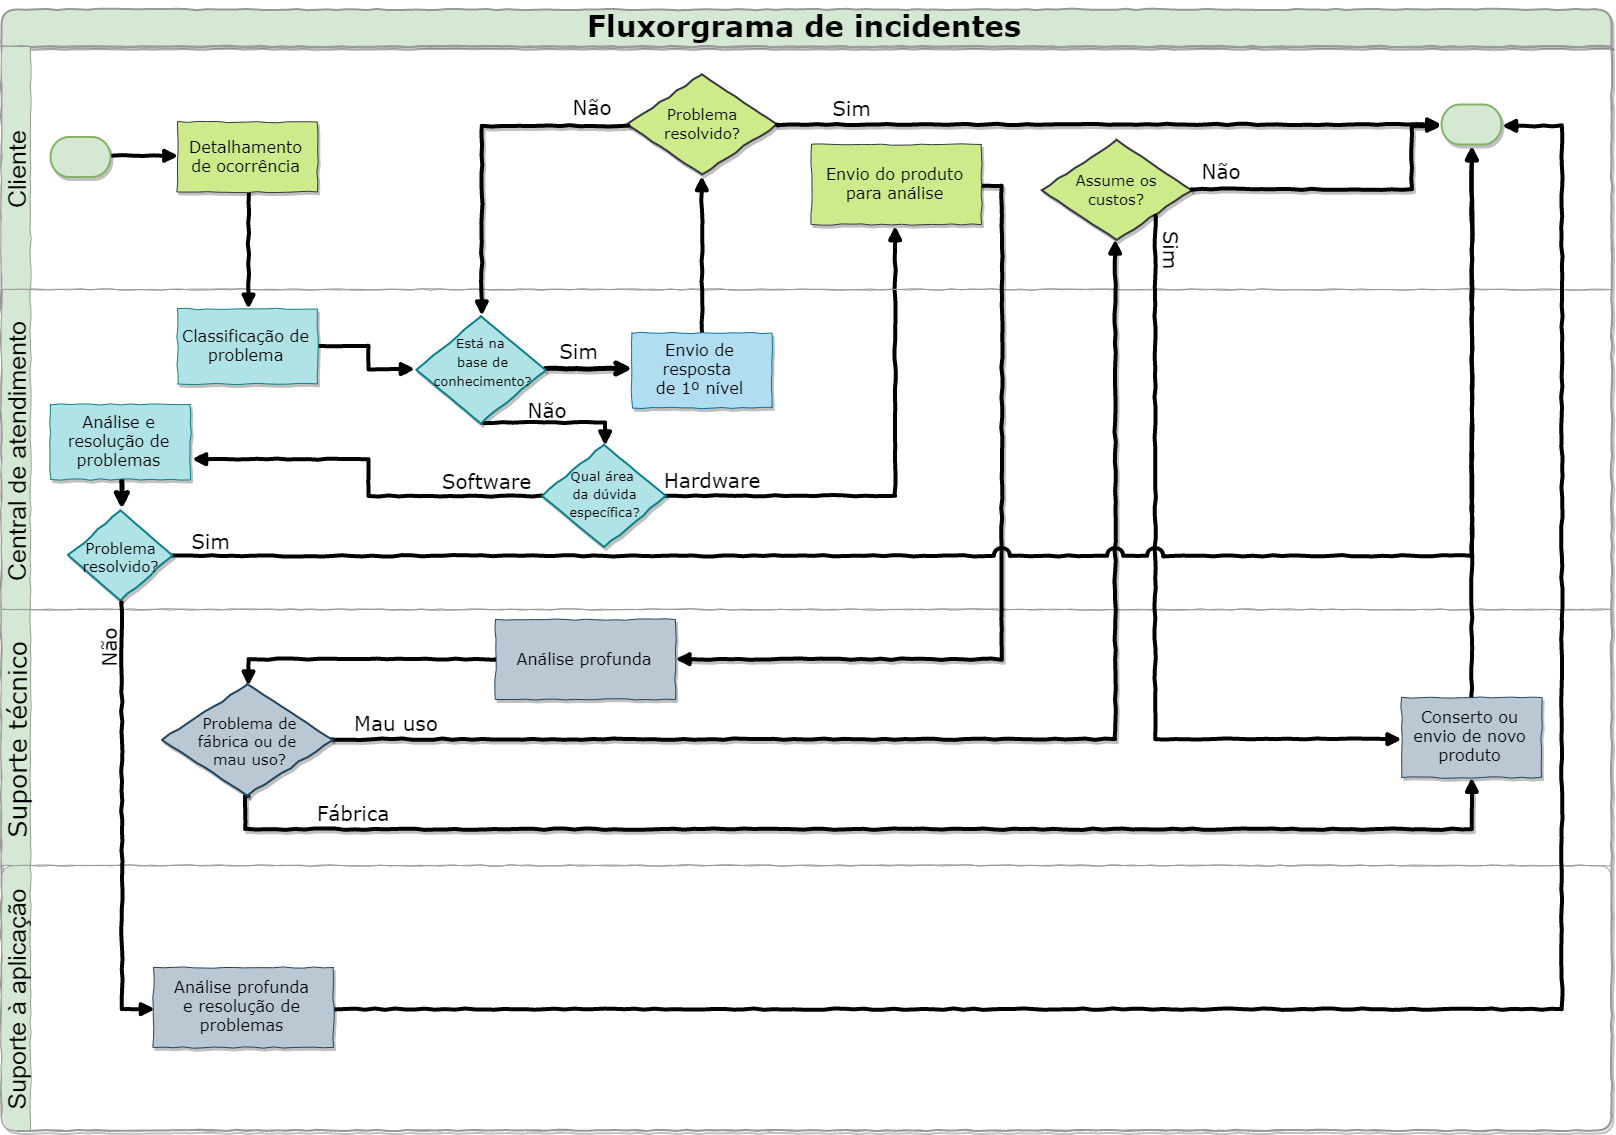 Fluxorgrama de incidentes
Cliente
Detalhamento
de ocorrência
Não
Problema
resolvido?
Sim
Envio do produto
para análise
Assume os
custos?
Não
Sim
Central de atendimento
Classificação de
problema
Está na
base de
conhecimento?
Sim
Envio de
resposta
de 1º nível
Não
Análise e
resolução de
problemas
Software
Qual área
da dúvida
específica?
Hardware
Problema
resolvido?
Sim
Não
Suporte técnico
Análise profunda
Problema de
fábrica ou de
mau uso?
Mau uso
Fábrica
Conserto ou
envio de novo
produto
Suporte à aplicação
Análise profunda
e resolução de
problemas